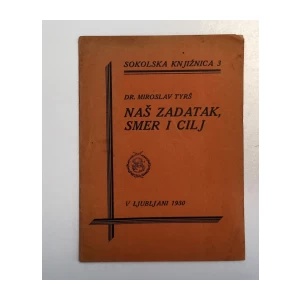 SOKOLSKA KNJIŽNICA 3
DR. MIROSLAV TYRŠ
NAŠ ZADATAK,
SMER I CILJ
U LJUBLJANI 1930